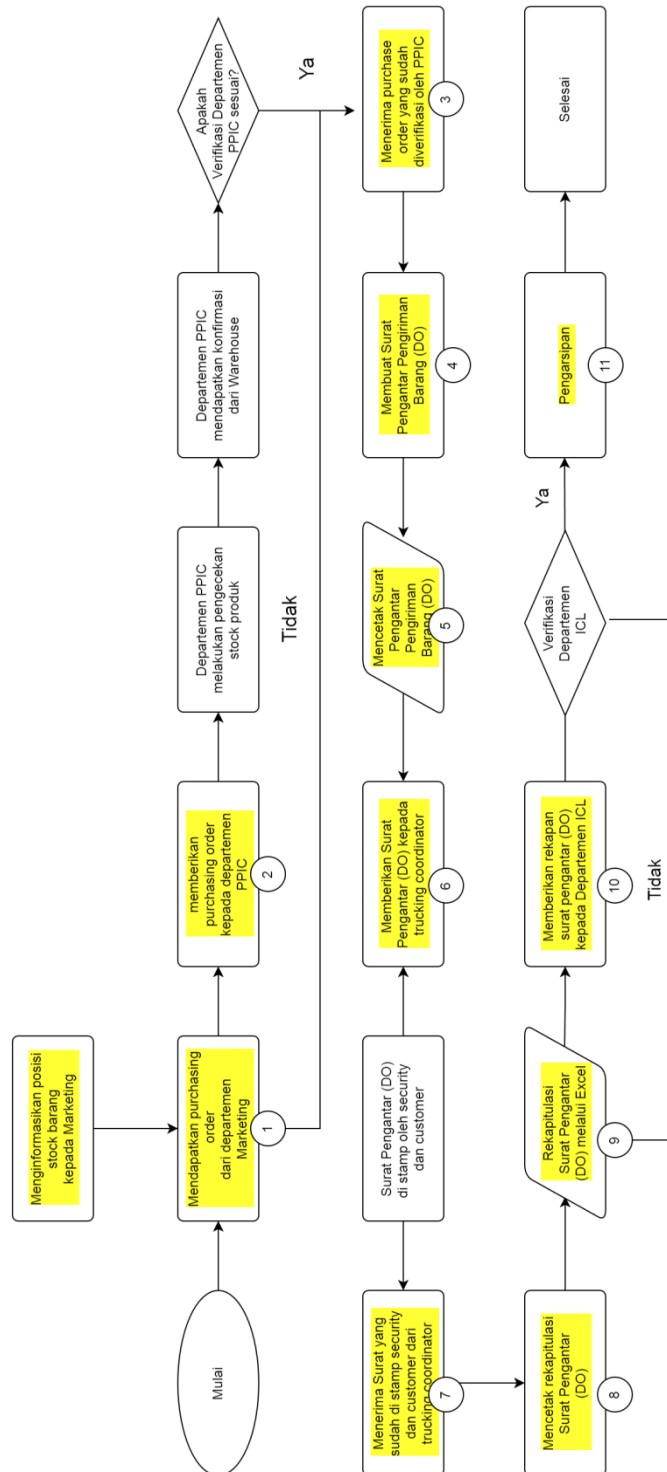 Menginformasikan posisi
stock barang
kepada Marketing
Mulai
Mendapatkan purchasing
order
dari departemen
Marketing
1
memberikan
purchasing order
kepada departemen
PPIC
2
Departemen PPIC
melakukan pengecekan
stock produk
Departemen PPIC
mendapatkan konfirmasi
dari Warehouse
Apakah
Verifikasi Departemen
PPIC sesuai?
Tidak
Ya
Menerima purchase
order yang sudah
diverifikasi oleh PPIC
3
Membuat Surat
Pengantar Pengiriman
Barang (DO)
4
Mencetak Surat
Pengantar
Pengiriman
Barang (DO)
5
Memberikan Surat
Pengantar (DO) kepada
trucking coordinator
6
Surat Pengantar (DO)
di stamp oleh security
dan customer
Menerima Surat yang
sudah di stamp security
dan customer dari
trucking coordinator
7
Mencetak rekapitulasi
Surat Pengantar
(DO)
8
Rekapitulasi
Surat Pengantar
(DO) melalui Excel
9
Memberikan rekapan
surat pengantar (DO)
kepada Departemen ICL
10
Verifikasi
Departemen
ICL
Ya
Tidak
Pengarsipan
11
Selesai